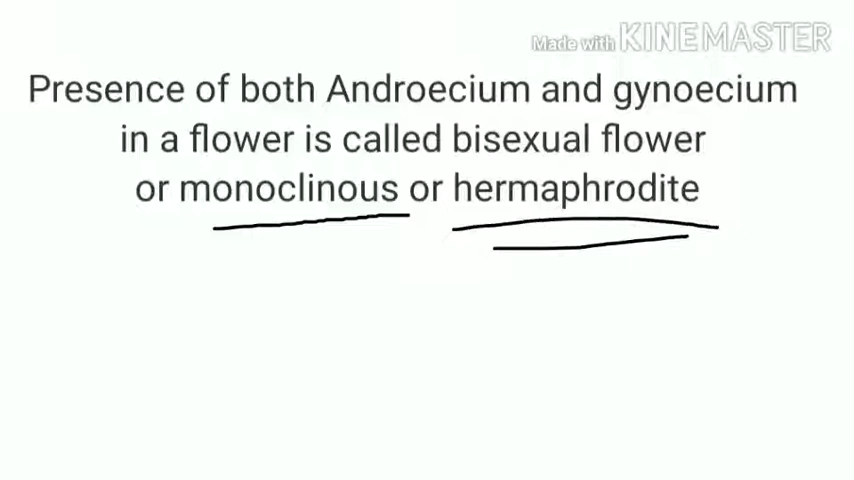 Made with KINEMASTER
Presence of both Androecium and gynoecium
in a flower is called bisexual flower
or monoclinous or hermaphrodite